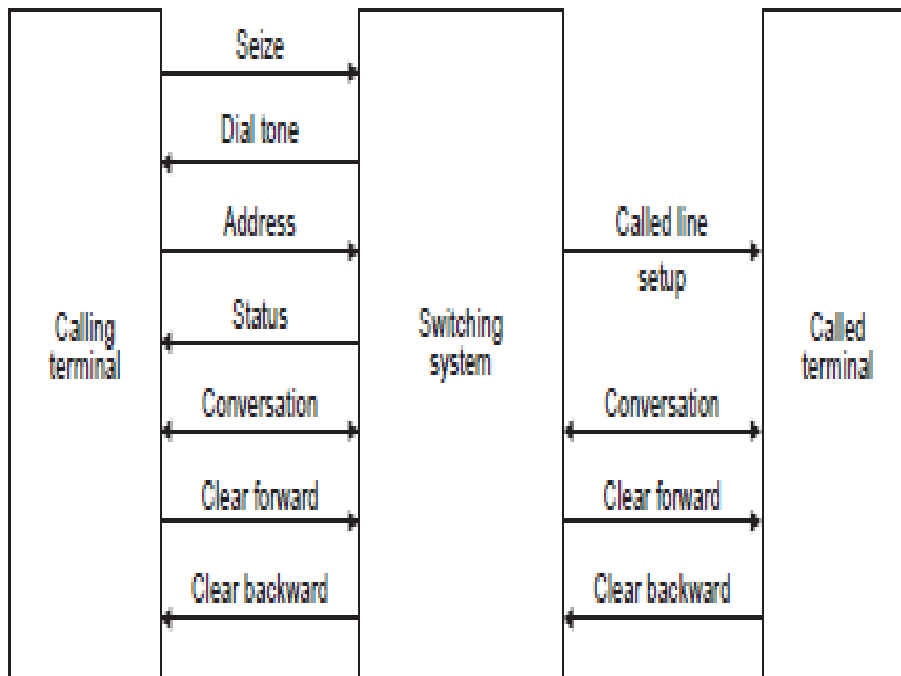 Seize
Dial tone
Address
Called line
setup
Status
Calling
terminal
Switching
system
Called
terminal
Conversation
Conversation
Clear forward
Clear forward
Clear backward
Clear backward